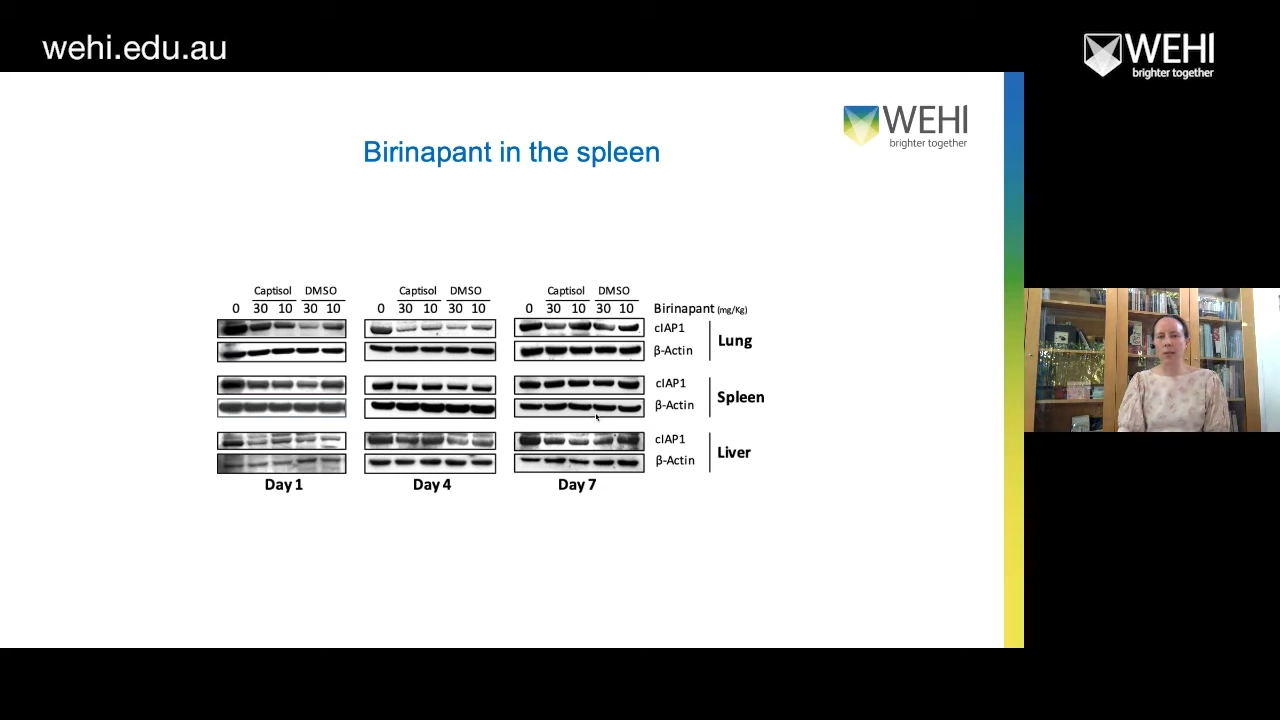 wehi.edu.au
WEHI
brighter together
WEHI
brighter together
Birinapant in the spleen
Captisol DMSO Captisol DMSO Captisol DMSO
0 30 10 30 10 0 30 10 30 10 0 30 10 30 10 Birinapant (mg/Kg)
cIAP1
Lung
β-Actin
cIAP1
Spleen
β-Actin
cIAP1
Liver
β-Actin
Day 1 Day 4 Day 7